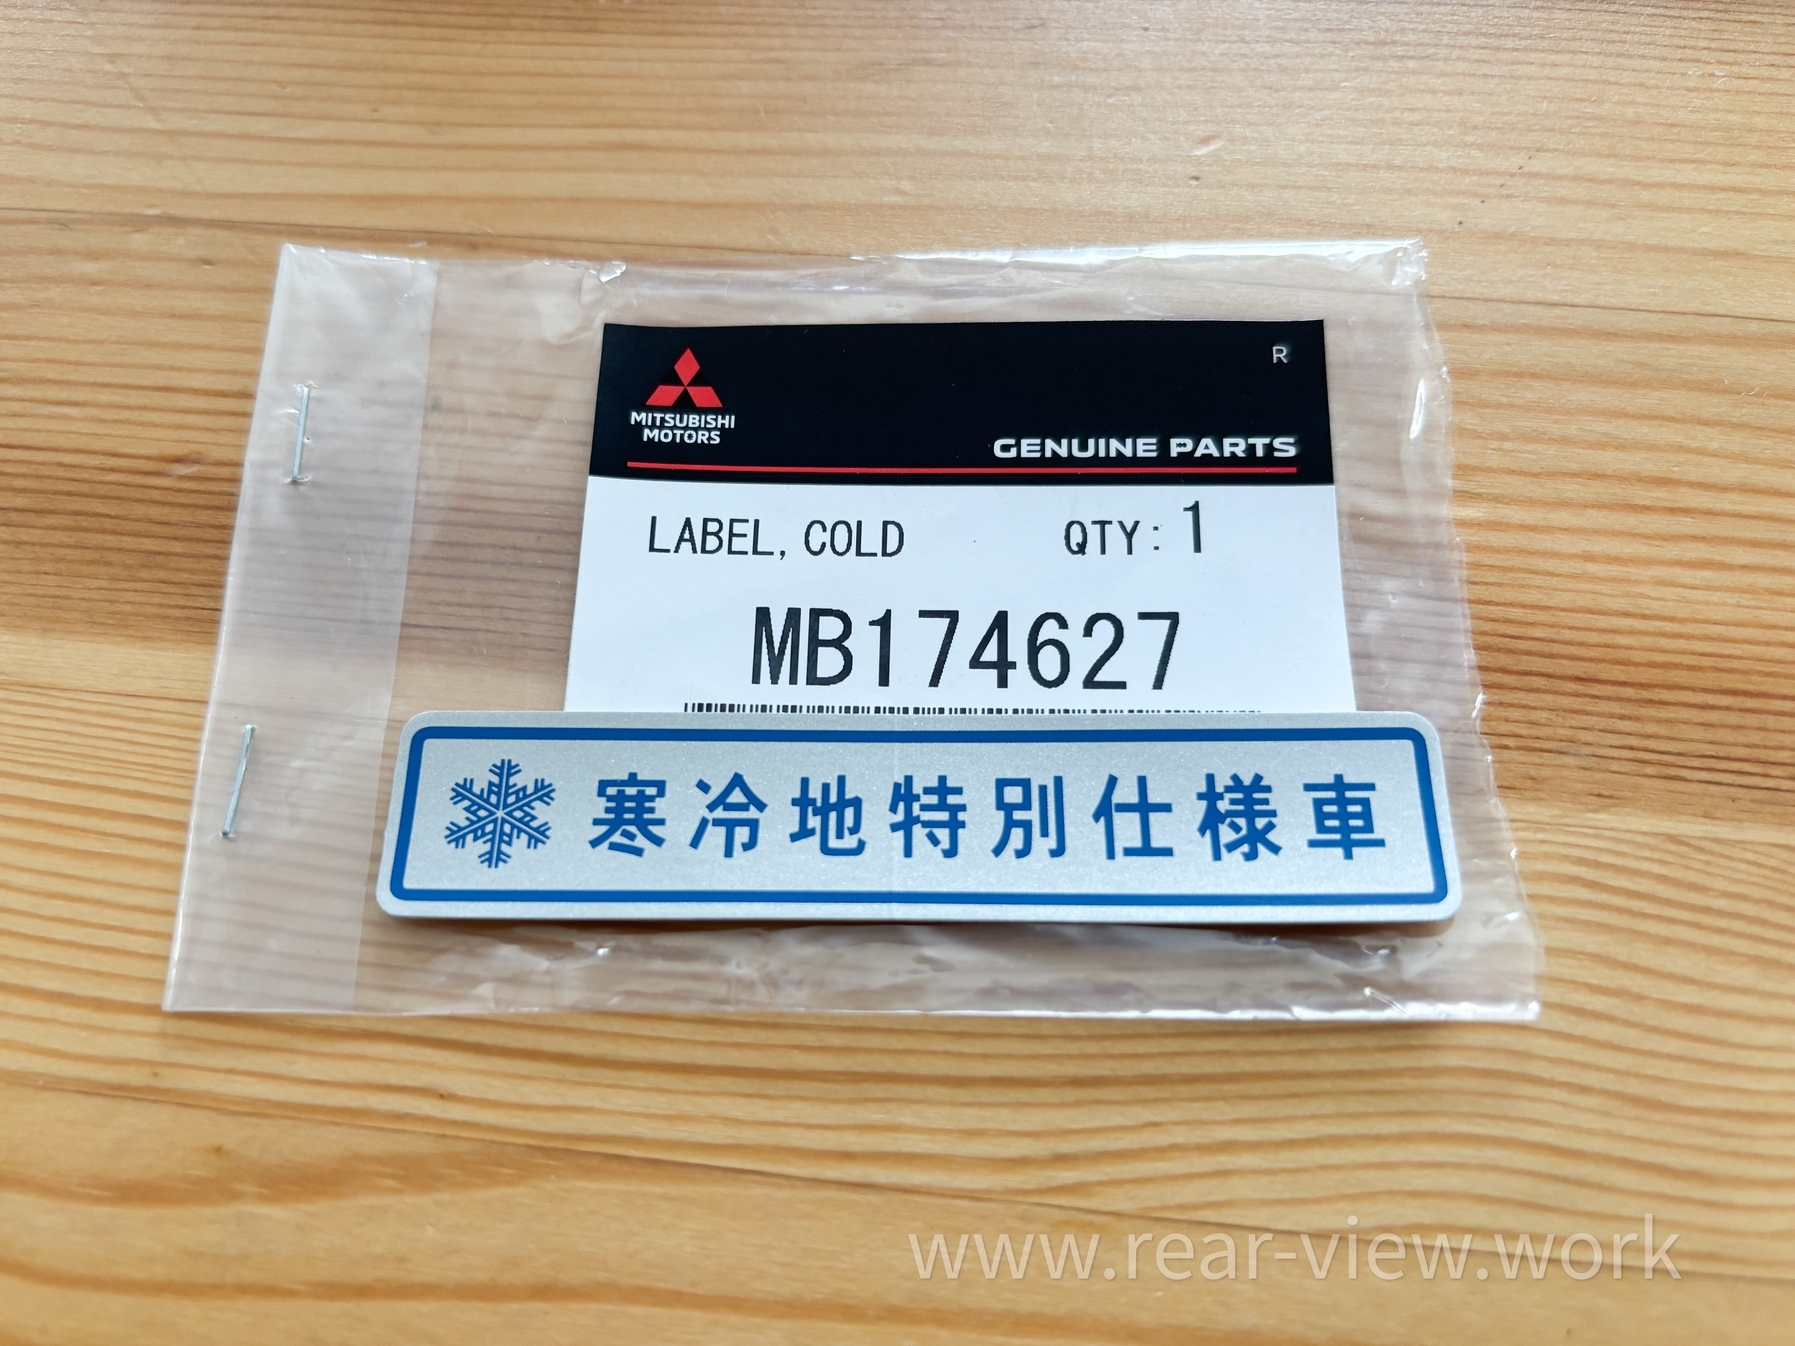 R
MITSUBISHI
MOTORS
GENUINE PARTS
LABEL, COLD QTY: 1
MB174627
寒冷地特別仕様車
www.rear-view.work